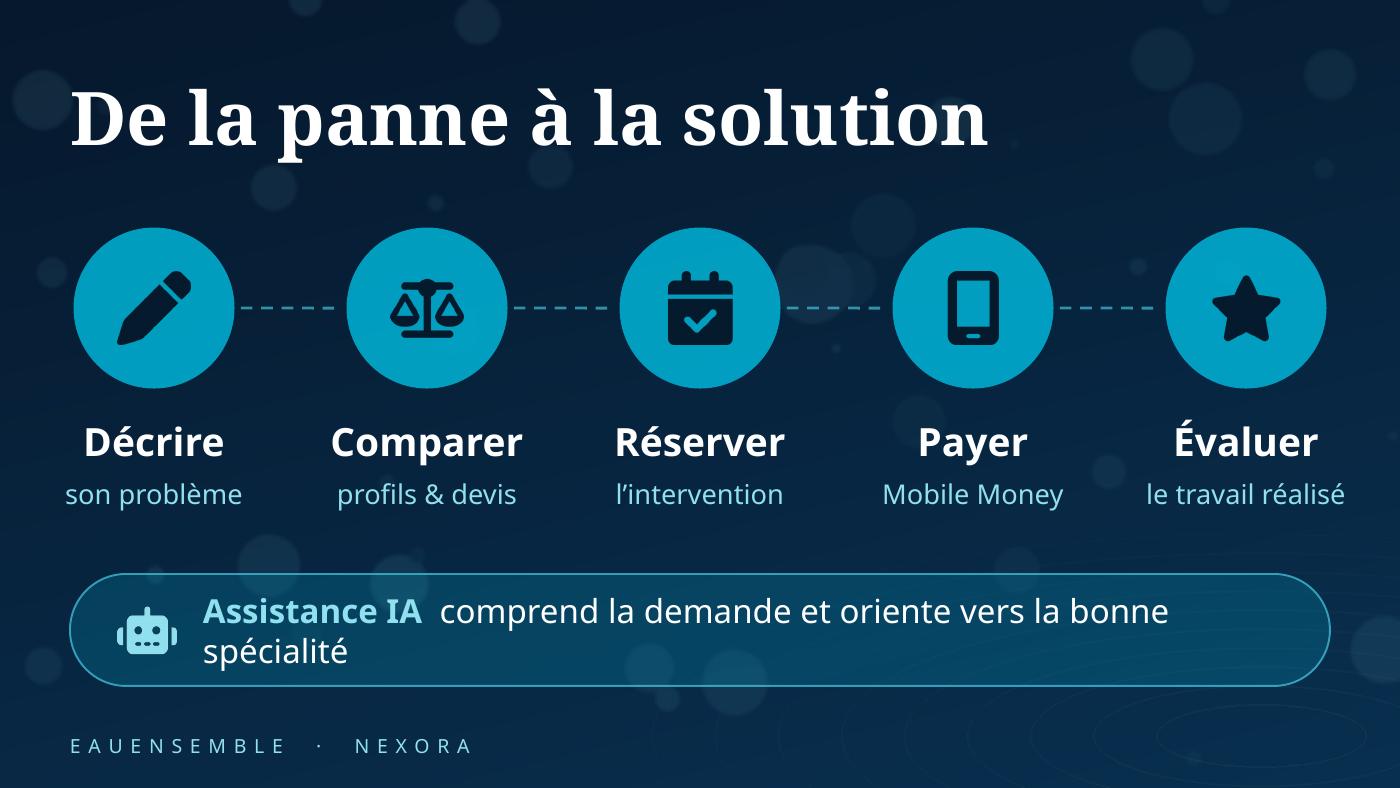 De la panne à la solution
Décrire
son problème
Comparer
profils & devis
Réserver
l’intervention
Payer
Mobile Money
Évaluer
le travail réalisé
Assistance IA comprend la demande et oriente vers la bonne
spécialité
EAUENSEMBLE · NEXORA